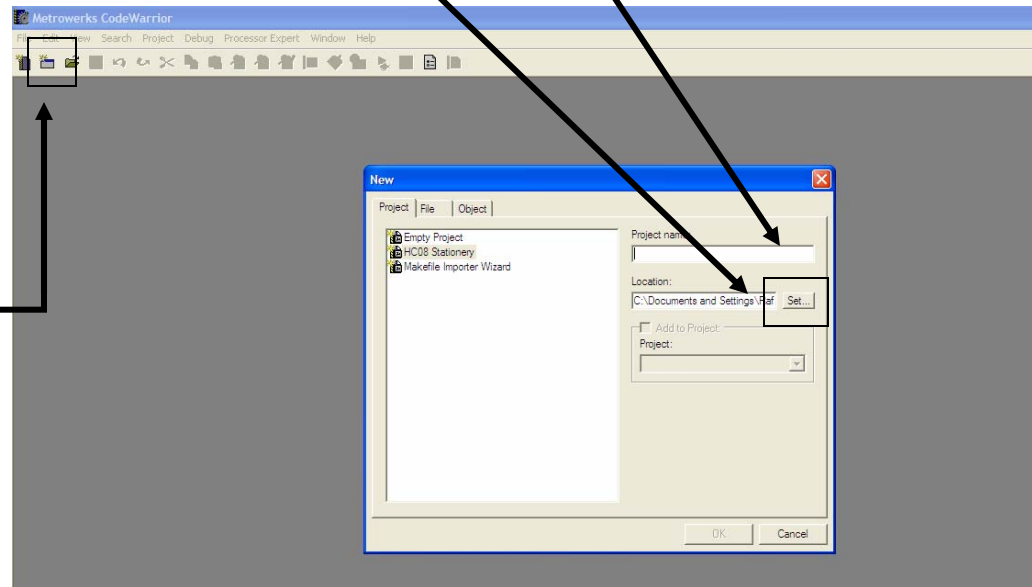 Metrowerks CodeWarrior
File Edit View Search Project Debug Processor Expert Window Help
New
Project File Object
Empty Project
HC08 Stationery
Makefile Importer Wizard
Project name:
Location:
C:\Documents and Settings\Raf Set...
Add to Project:
Project:
OK Cancel